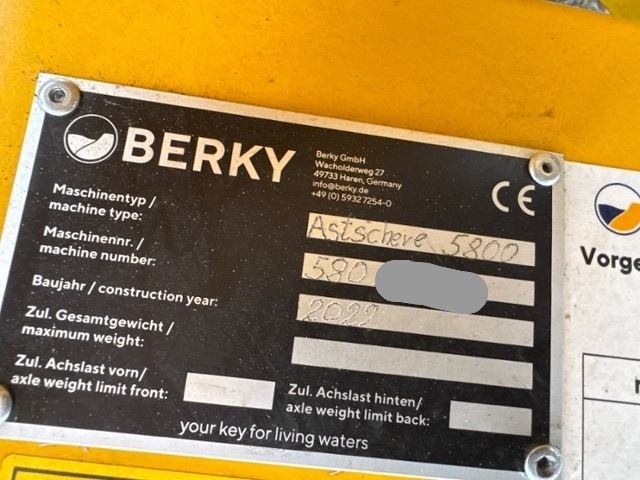 BERKY
Berky GmbH
Wacholderweg 27
49733 Haren, Germany
info@berky.de
+49 (0) 5932 7254-0
CE
Maschinentyp /
machine type:
Astschere 5800
Maschinennr. /
machine number:
580
Baujahr / construction year:
2022
Zul. Gesamtgewicht /
maximum weight:
Zul. Achslast vorn/
axle weight limit front:
Zul. Achslast hinten/
axle weight limit back:
your key for living waters
Vorge